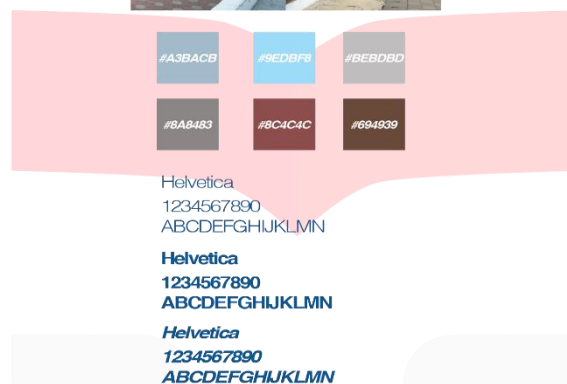 #A3BACB #9EDBF8 #BEBDBD
#8A8483 #8C4C4C #694939
Helvetica
1234567890
ABCDEFGHIJKLMN
Helvetica
1234567890
ABCDEFGHIJKLMN
Helvetica
1234567890
ABCDEFGHIJKLMN